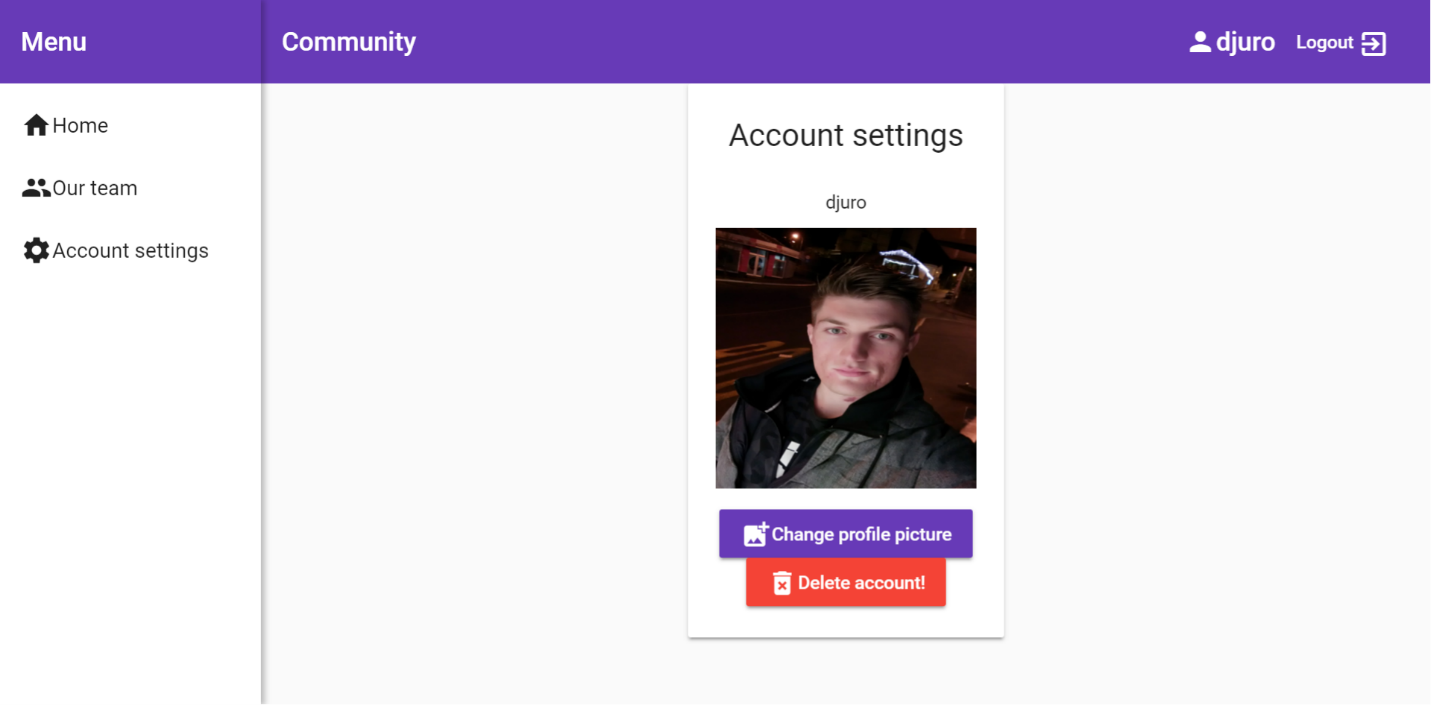 Menu
Community
djuro
Logout
Home
Our team
Account settings
Account settings
djuro
Change profile picture
Delete account!